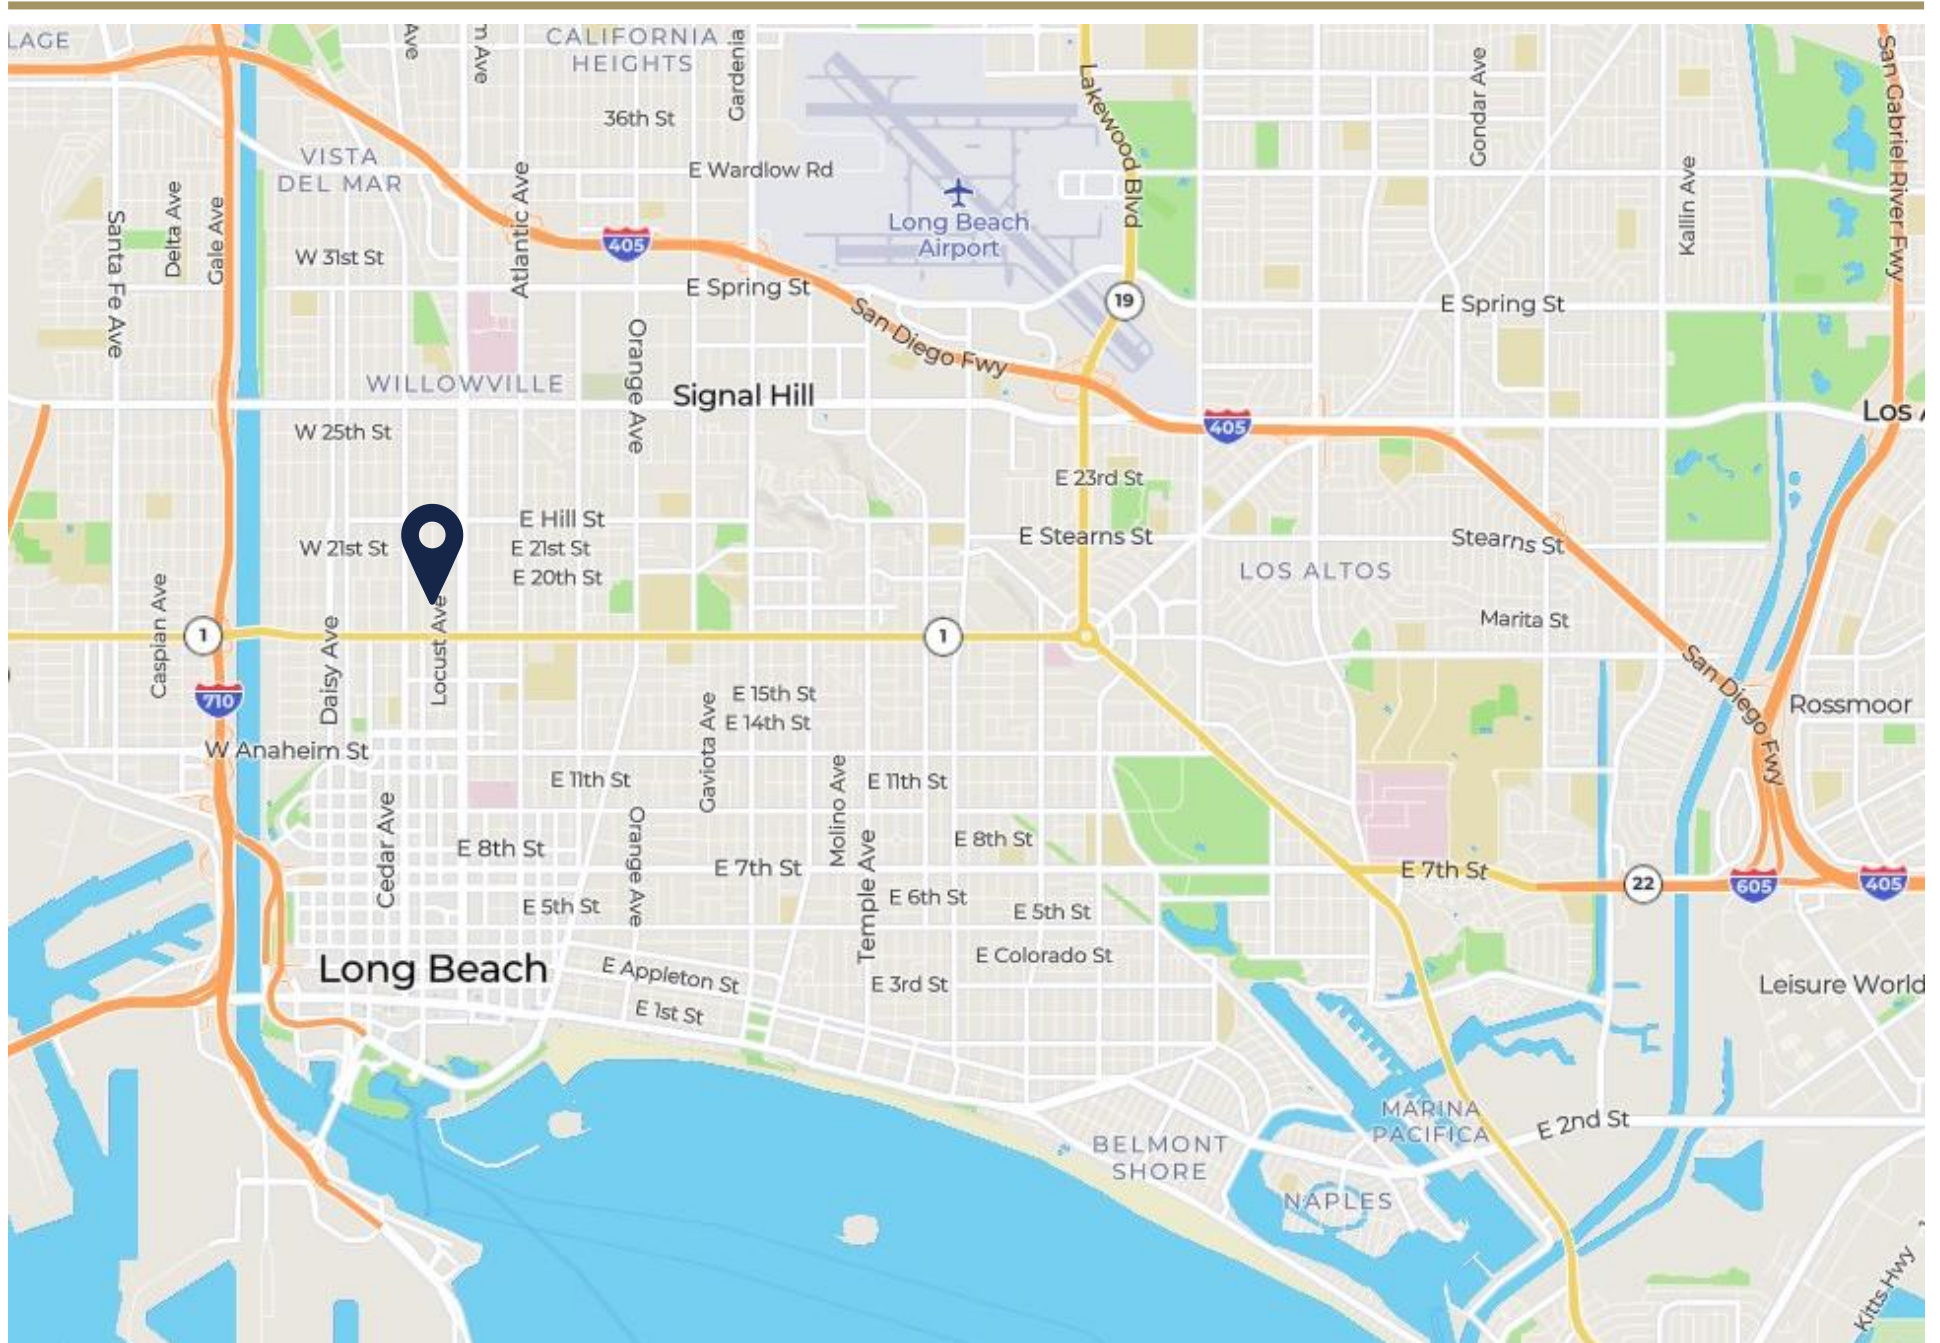 LAGE
Ave
m Ave
CALIFORNIA
HEIGHTS
Gardenia
36th St
Lakewood Blvd
Gondar Ave
San Gabriel River Fwy
VISTA
DEL MAR
E Wardlow Rd
Atlantic Ave
Kallin Ave
Santa Fe Ave
Delta Ave
Gale Ave
Long Beach
Airport
405
W 31st St
E Spring St
19
E Spring St
San Diego Fwy
Orange Ave
WILLOWVILLE
Signal Hill
Los
405
W 25th St
E 23rd St
E Hill St
E Stearns St
Stearns St
W 21st St
E 21st St
E 20th St
LOS ALTOS
Caspian Ave
Daisy Ave
Locust Ave
Marita St
1
1
San Diego Fwy
710
E 15th St
E 14th St
Gaviota Ave
Rossmoor
W Anaheim St
E 11th St
Molino Ave
E 11th St
Cedar Ave
Orange Ave
E 8th St
E 8th St
Temple Ave
E 7th St
E 7th St
22
605
405
E 5th St
E 6th St
E 5th St
E Colorado St
Long Beach
E Appleton St
E 3rd St
Leisure World
E 1st St
MARINA
PACIFICA
E 2nd St
BELMONT
SHORE
NAPLES
Kitts Hwy